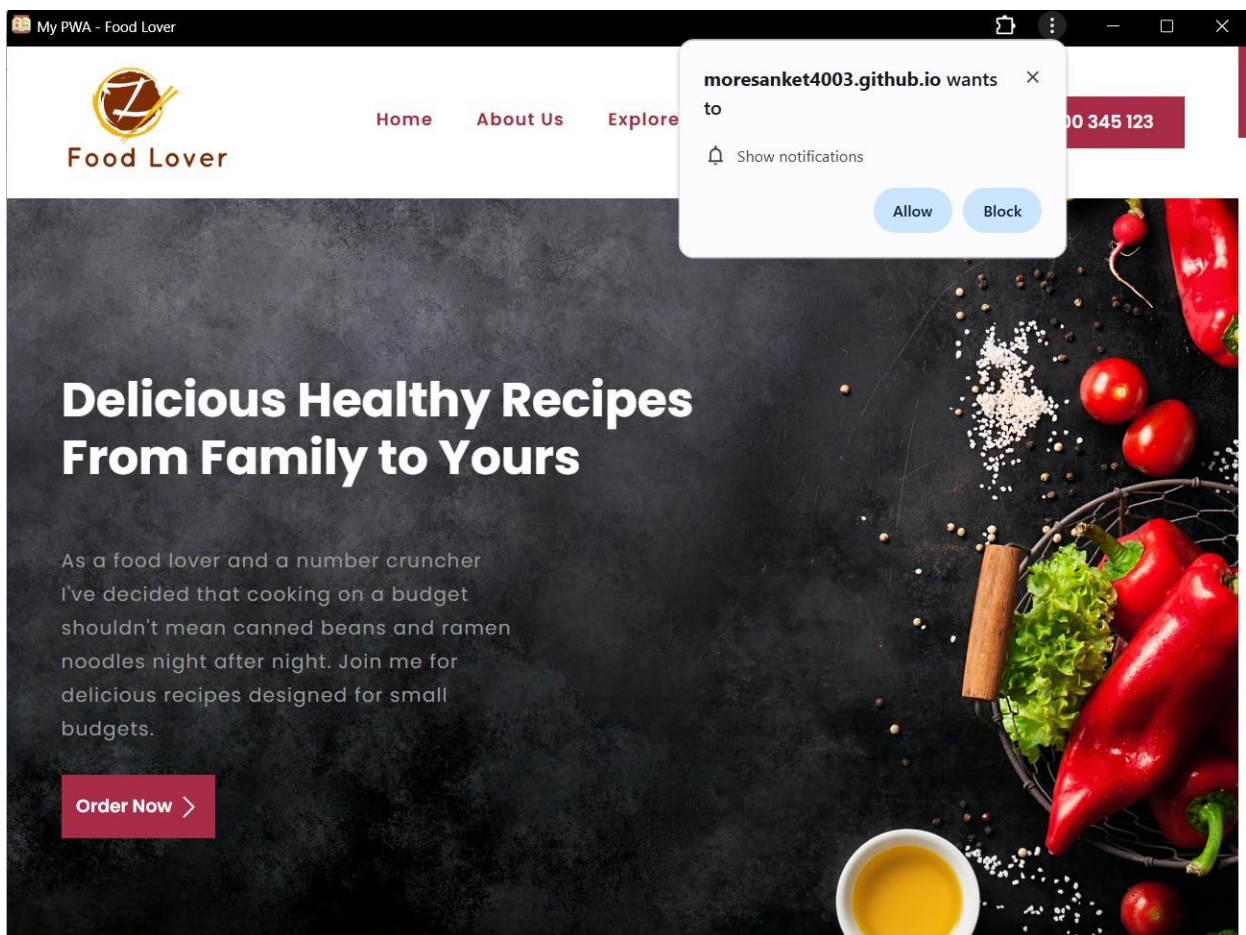 My PWA - Food Lover
moresanket4003.github.io wants
to
Show notifications
Allow Block
Z
Food Lover
Home About Us Explore
00 345 123
Delicious Healthy Recipes
From Family to Yours
As a food lover and a number cruncher
I've decided that cooking on a budget
shouldn't mean canned beans and ramen
noodles night after night. Join me for
delicious recipes designed for small
budgets.
Order Now